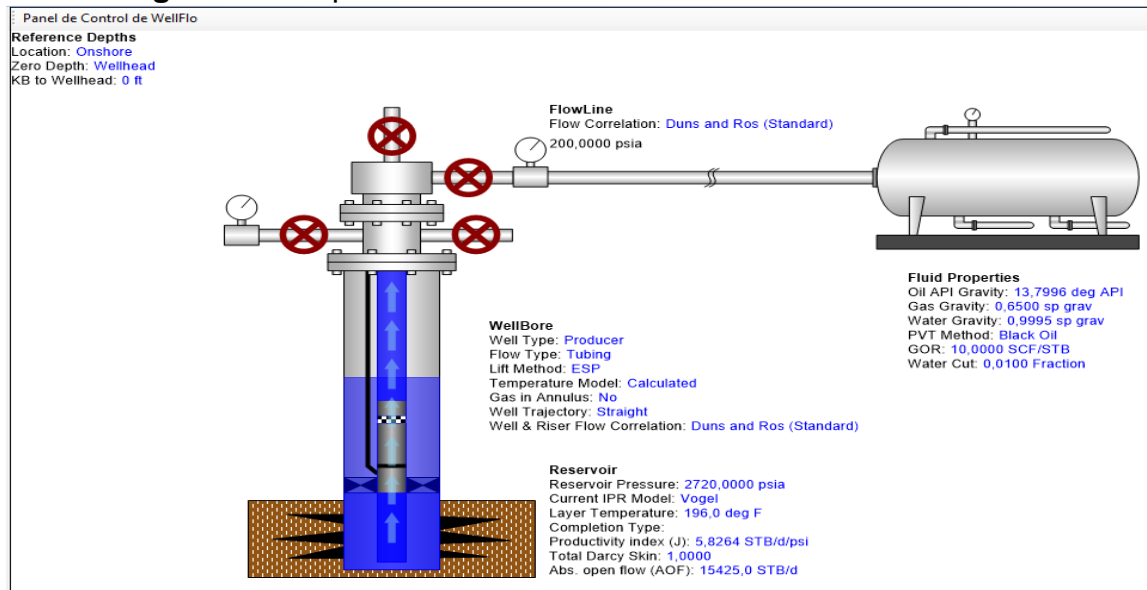 Panel de Control de WellFlo
Reference Depths
Location: Onshore
Zero Depth: Wellhead
KB to Wellhead: 0 ft
FlowLine
Flow Correlation: Duns and Ros (Standard)
200,0000 psia
Fluid Properties
Oil API Gravity: 13,7996 deg API
Gas Gravity: 0,6500 sp grav
Water Gravity: 0,9995 sp grav
PVT Method: Black Oil
GOR: 10,0000 SCF/STB
Water Cut: 0,0100 Fraction
WellBore
Well Type: Producer
Flow Type: Tubing
Lift Method: ESP
Temperature Model: Calculated
Gas in Annulus: No
Well Trajectory: Straight
Well & Riser Flow Correlation: Duns and Ros (Standard)
Reservoir
Reservoir Pressure: 2720,0000 psia
Current IPR Model: Vogel
Layer Temperature: 196,0 deg F
Completion Type:
Productivity index (J): 5,8264 STB/d/psi
Total Darcy Skin: 1,0000
Abs. open flow (AOF): 15425,0 STB/d